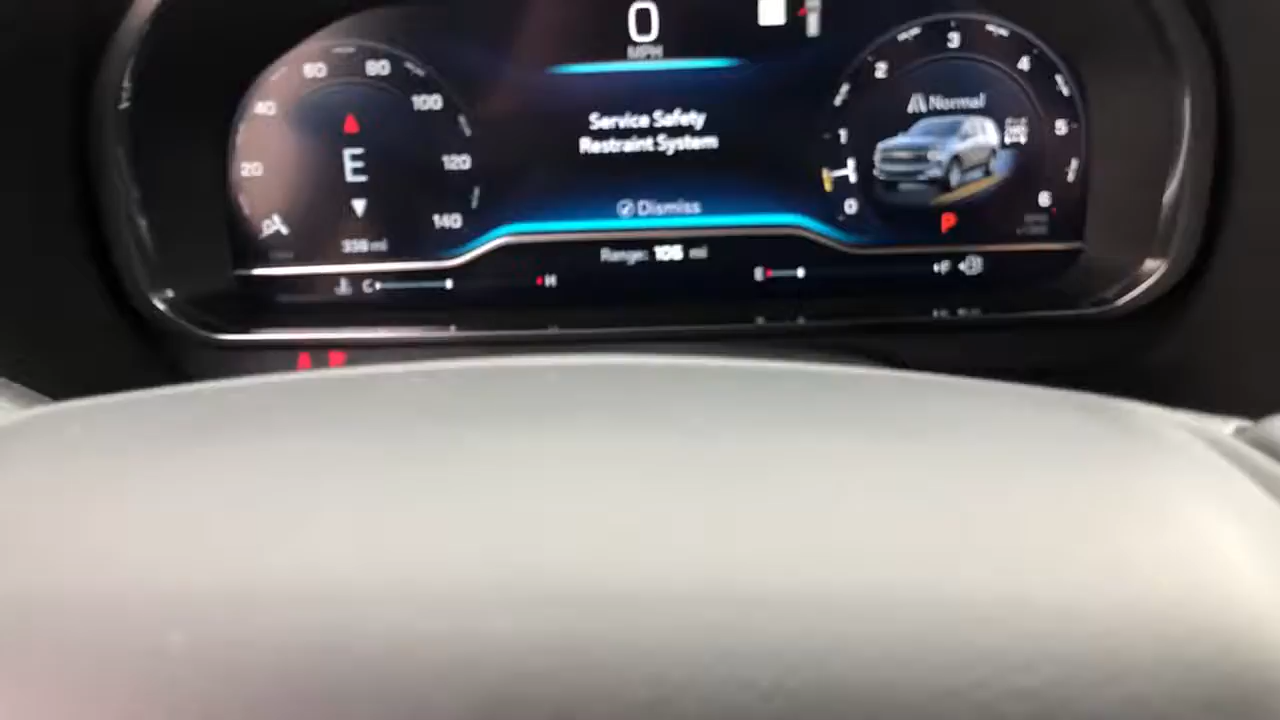 0
MPH
60
80
3
2
4
Normal
40
100
Service Safety
Restraint System
1
5
E
120
20
6
0
Dismiss
140
P
Range: 106 mi
C
H
E
F